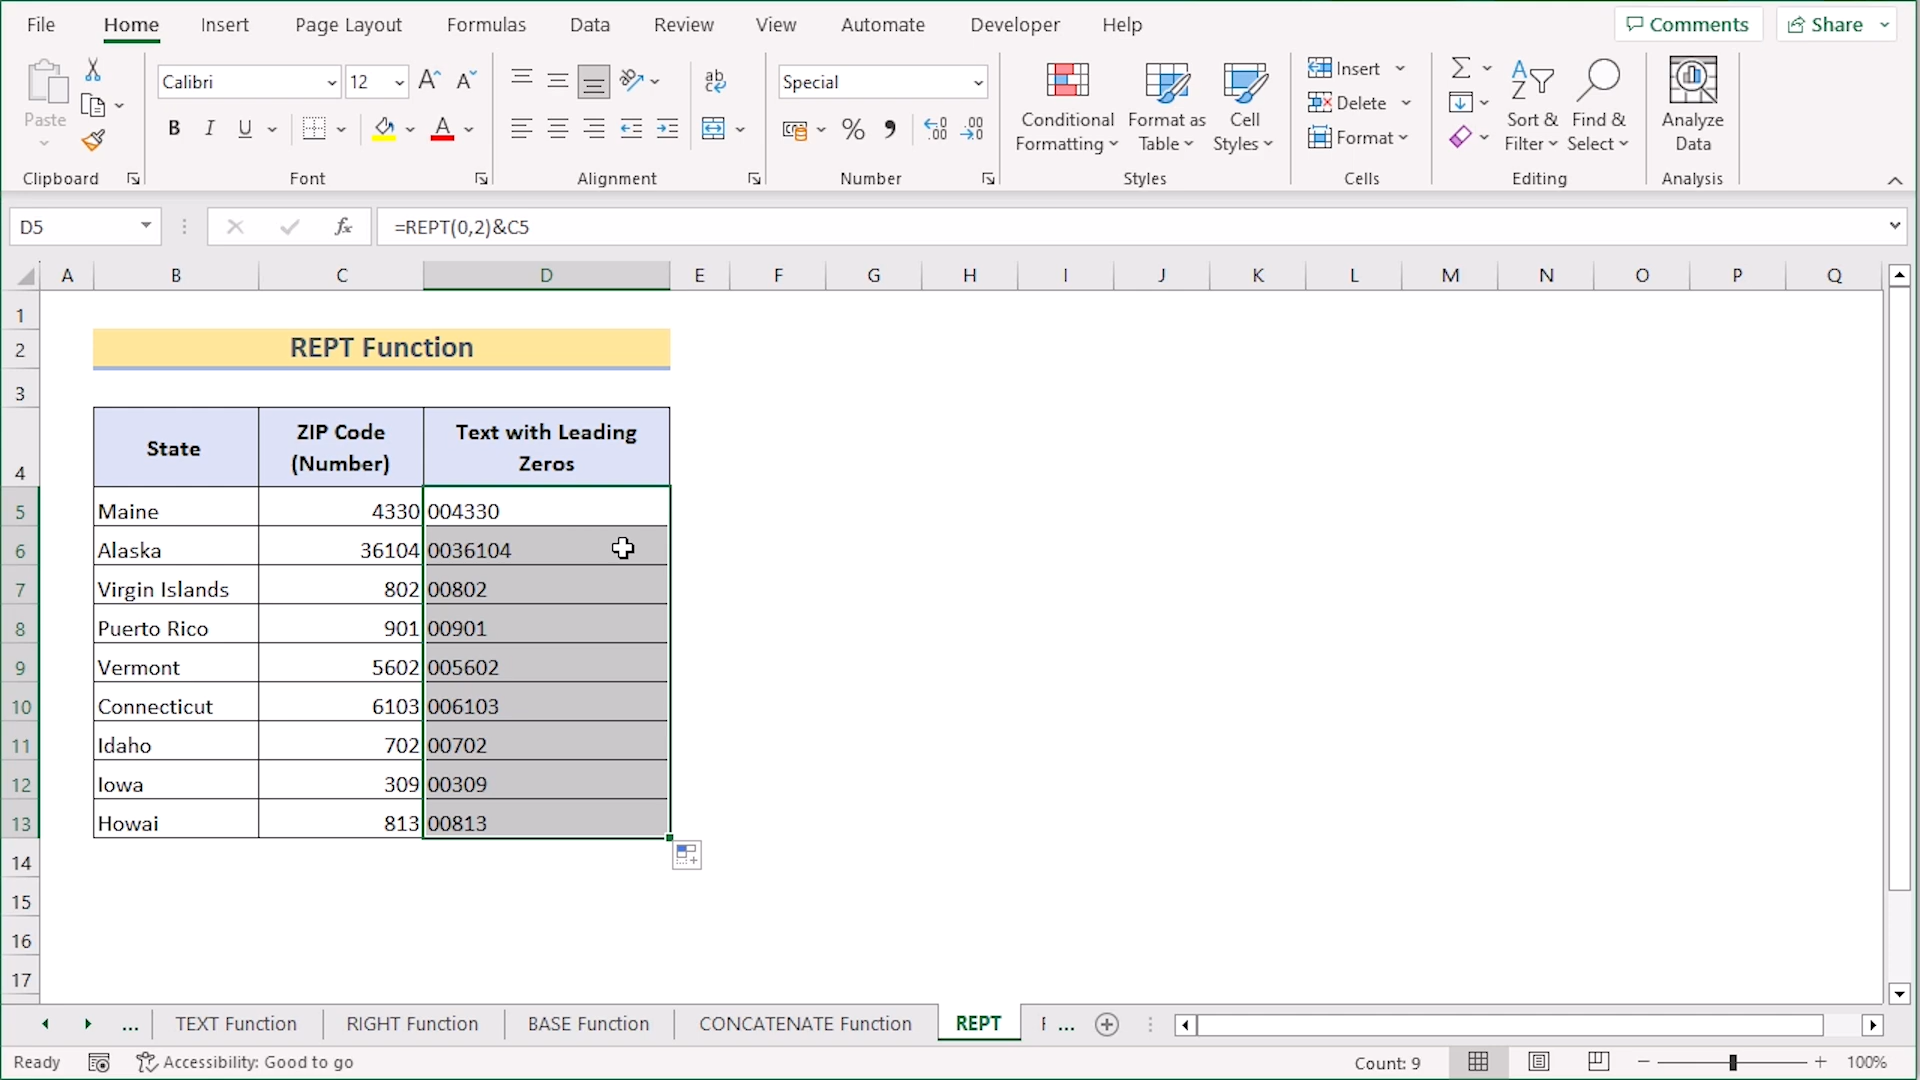 File Home Insert Page Layout Formulas Data Review View Automate Developer Help Comments Share
Paste
Clipboard
Calibri 12
B I U
Font
ab
Alignment
Special
% .00 .00
Number
Conditional Formatting
Format as Table
Cell Styles
Styles
Insert
Delete
Format
Cells
Sort & Filter
Find & Select
Editing
Analyze Data
Analysis
D5 fx =REPT(0,2)&C5
A B C D E F G H I J K L M N O P Q
1
2 REPT Function
3
4 State ZIP Code (Number) Text with Leading Zeros
5 Maine 4330 004330
6 Alaska 36104 0036104
7 Virgin Islands 802 00802
8 Puerto Rico 901 00901
9 Vermont 5602 005602
10 Connecticut 6103 006103
11 Idaho 702 00702
12 Iowa 309 00309
13 Howai 813 00813
14
15
16
17
... TEXT Function RIGHT Function BASE Function CONCATENATE Function REPT ...
Ready Accessibility: Good to go Count: 9 100%